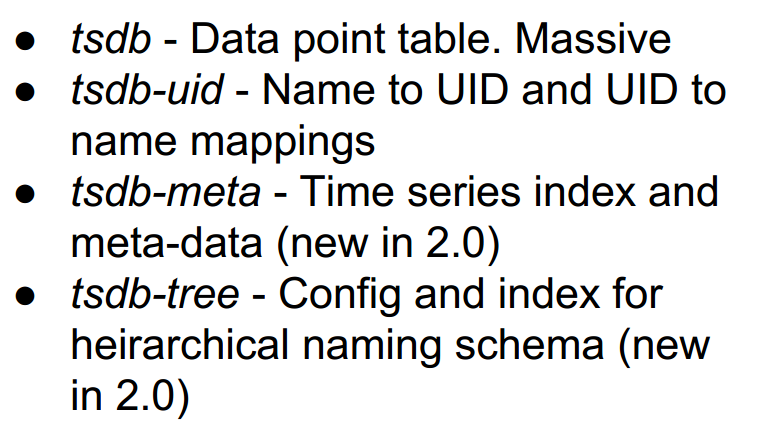 ● tsdb - Data point table. Massive
● tsdb-uid - Name to UID and UID to
name mappings
● tsdb-meta - Time series index and
meta-data (new in 2.0)
● tsdb-tree - Config and index for
heirarchical naming schema (new
in 2.0)